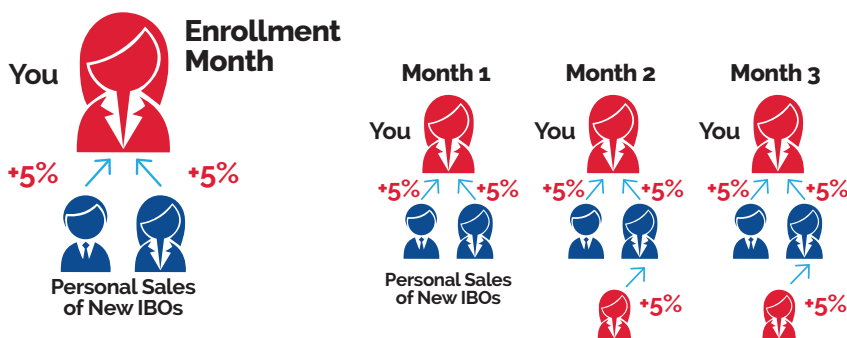 Enrollment
Month
You
+5%
+5%
Personal Sales
of New IBOs
Month 1
You
+5%
+5%
Personal Sales
of New IBOs
Month 2
You
+5%
+5%
+5%
Month 3
You
+5%
+5%
+5%